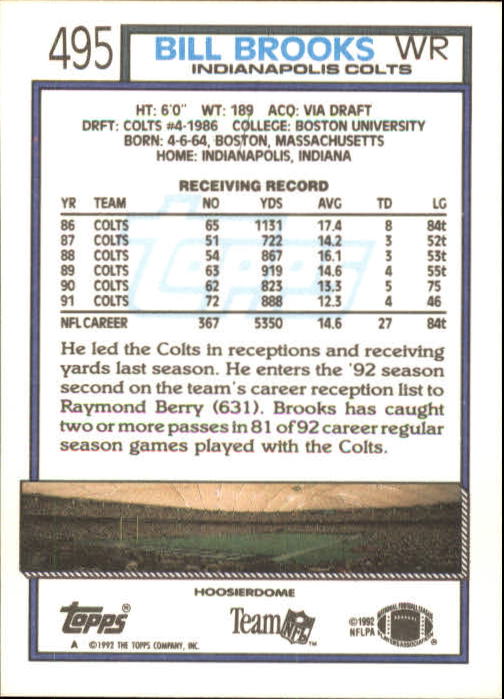 495 BILL BROOKS WR
INDIANAPOLIS COLTS
HT: 6'0" WT: 189 ACQ: VIA DRAFT
DRFT: COLTS #4-1986 COLLEGE: BOSTON UNIVERSITY
BORN: 4-6-64, BOSTON, MASSACHUSETTS
HOME: INDIANAPOLIS, INDIANA
RECEIVING RECORD
YR TEAM NO YDS AVG TD LG
86 COLTS 65 1131 17.4 8 84t
87 COLTS 51 722 14.2 3 52t
88 COLTS 54 867 16.1 3 53t
89 COLTS 63 919 14.6 4 55t
90 COLTS 62 823 13.3 5 75
91 COLTS 72 888 12.3 4 46
NFL CAREER 367 5350 14.6 27 84t
Topps
He led the Colts in receptions and receiving
yards last season. He enters the '92 season
second on the team's career reception list to
Raymond Berry (631). Brooks has caught
two or more passes in 81 of 92 career regular
season games played with the Colts.
HOOSIERDOME
Topps® Team NFL™ ©1992
NFLPA
A ©1992 THE TOPPS COMPANY, INC.